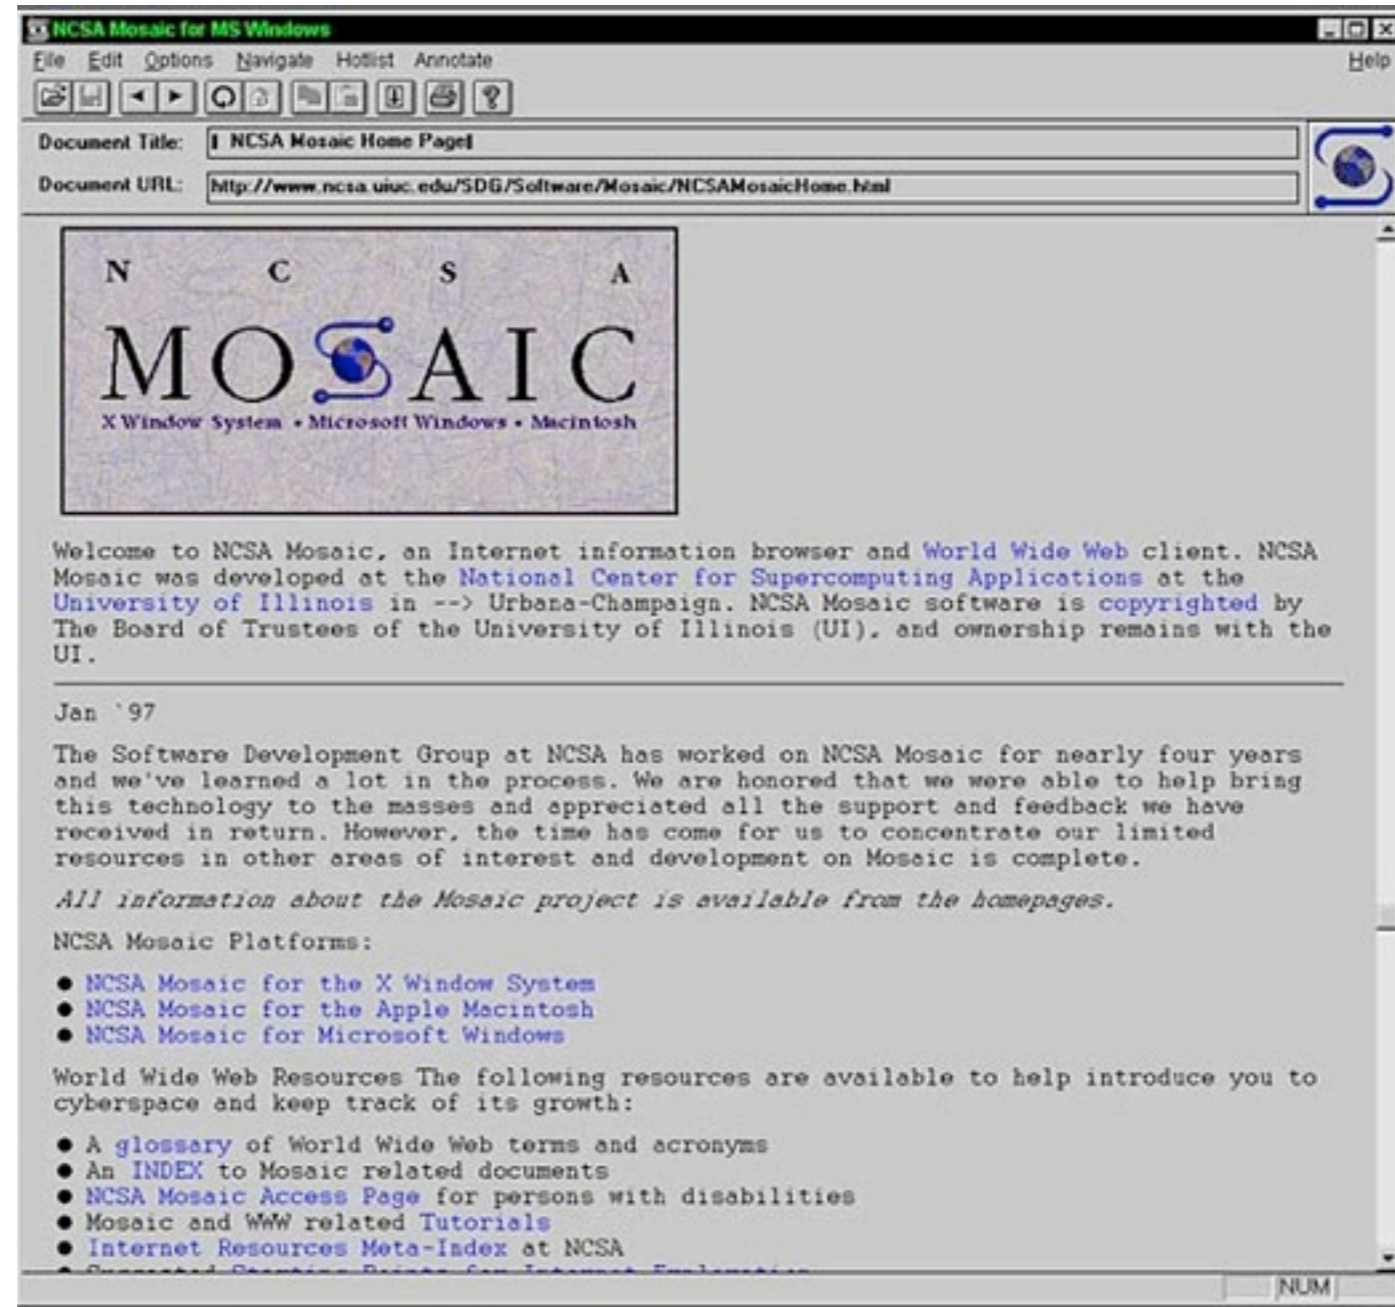 NCSA Mosaic for MS Windows
File Edit Options Navigate Hotlist Annotate Help
Document Title: NCSA Mosaic Home Page
Document URL: http://www.ncsa.uiuc.edu/SDG/Software/Mosaic/NCSAMosaicHome.html
N C S A
MOSAIC
X Window System • Microsoft Windows • Macintosh
Welcome to NCSA Mosaic, an Internet information browser and World Wide Web client. NCSA
Mosaic was developed at the National Center for Supercomputing Applications at the
University of Illinois in --> Urbana-Champaign. NCSA Mosaic software is copyrighted by
The Board of Trustees of the University of Illinois (UI), and ownership remains with the
UI.
Jan `97
The Software Development Group at NCSA has worked on NCSA Mosaic for nearly four years
and we've learned a lot in the process. We are honored that we were able to help bring
this technology to the masses and appreciated all the support and feedback we have
received in return. However, the time has come for us to concentrate our limited
resources in other areas of interest and development on Mosaic is complete.
All information about the Mosaic project is available from the homepages.
NCSA Mosaic Platforms:
● NCSA Mosaic for the X Window System
● NCSA Mosaic for the Apple Macintosh
● NCSA Mosaic for Microsoft Windows
World Wide Web Resources The following resources are available to help introduce you to
cyberspace and keep track of its growth:
● A glossary of World Wide Web terms and acronyms
● An INDEX to Mosaic related documents
● NCSA Mosaic Access Page for persons with disabilities
● Mosaic and WWW related Tutorials
● Internet Resources Meta-Index at NCSA
● Suggested Starting Points for Internet Exploration
NUM